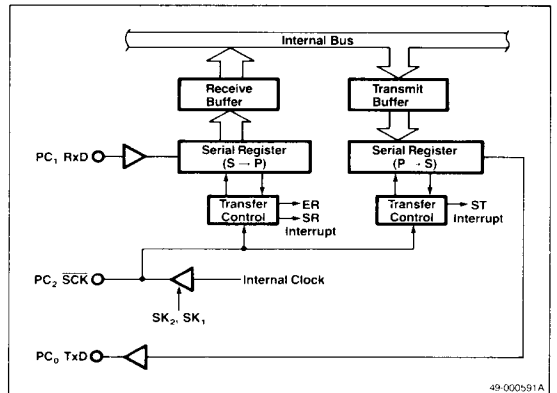 Internal Bus
Receive
Buffer
Transmit
Buffer
PC₁ RxD
Serial Register
(S → P)
Serial Register
(P → S)
Transfer
Control
ER
SR
Interrupt
Transfer
Control
ST
Interrupt
PC₂ S̅C̅K̅
Internal Clock
SK₂, SK₁
PC₀ TxD
49-000591A